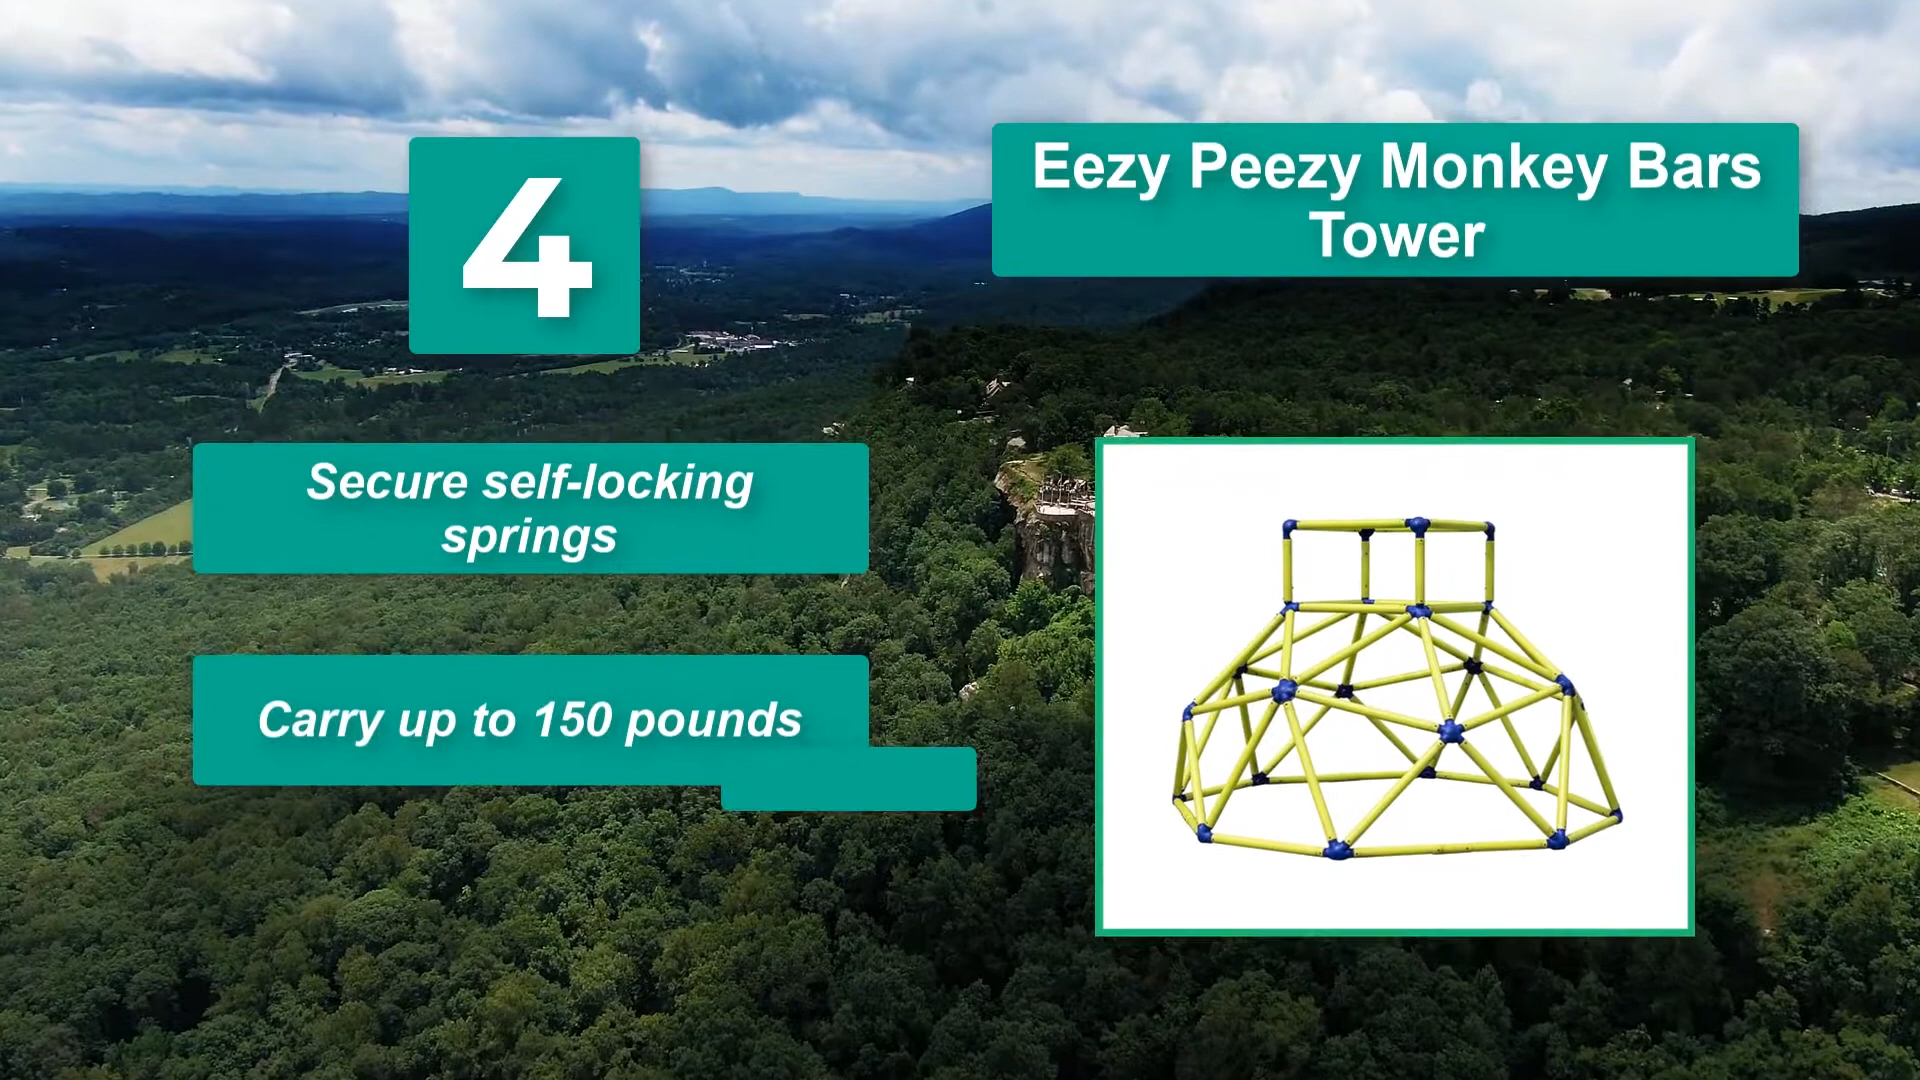 4
Eezy Peezy Monkey Bars
Tower
Secure self-locking
springs
Carry up to 150 pounds